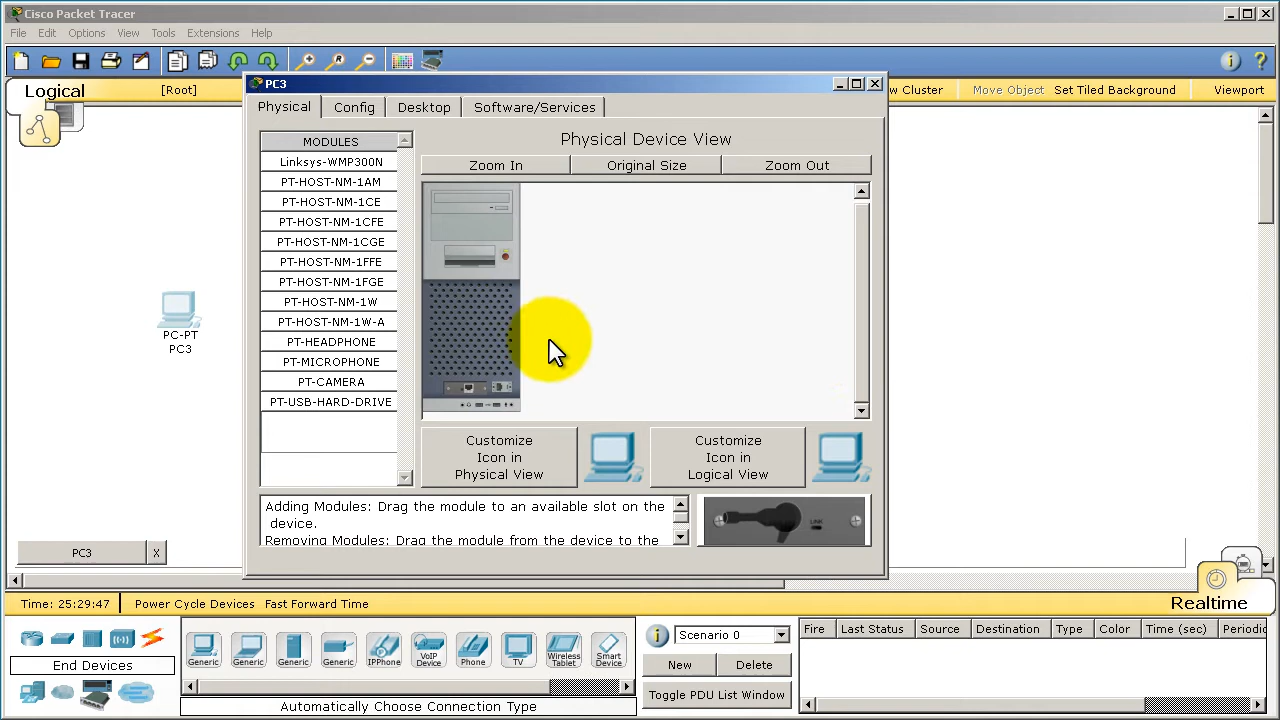 Cisco Packet Tracer
File Edit Options View Tools Extensions Help
Logical
[Root]
w Cluster
Move Object
Set Tiled Background
Viewport
PC3
Physical
Config
Desktop
Software/Services
MODULES
Linksys-WMP300N
PT-HOST-NM-1AM
PT-HOST-NM-1CE
PT-HOST-NM-1CFE
PT-HOST-NM-1CGE
PT-HOST-NM-1FFE
PT-HOST-NM-1FGE
PT-HOST-NM-1W
PT-HOST-NM-1W-A
PT-HEADPHONE
PT-MICROPHONE
PT-CAMERA
PT-USB-HARD-DRIVE
Physical Device View
Zoom In
Original Size
Zoom Out
Customize
Icon in
Physical View
Customize
Icon in
Logical View
Adding Modules: Drag the module to an available slot on the
device.
Removing Modules: Drag the module from the device to the
LINK
PC-PT
PC3
PC3
X
Realtime
Time: 25:29:47
Power Cycle Devices Fast Forward Time
End Devices
Generic
Generic
Generic
Generic
IPPhone
VoIP
Device
Phone
TV
Wireless
Tablet
Smart
Device
Automatically Choose Connection Type
Scenario 0
New
Delete
Toggle PDU List Window
Fire
Last Status
Source
Destination
Type
Color
Time (sec)
Periodic